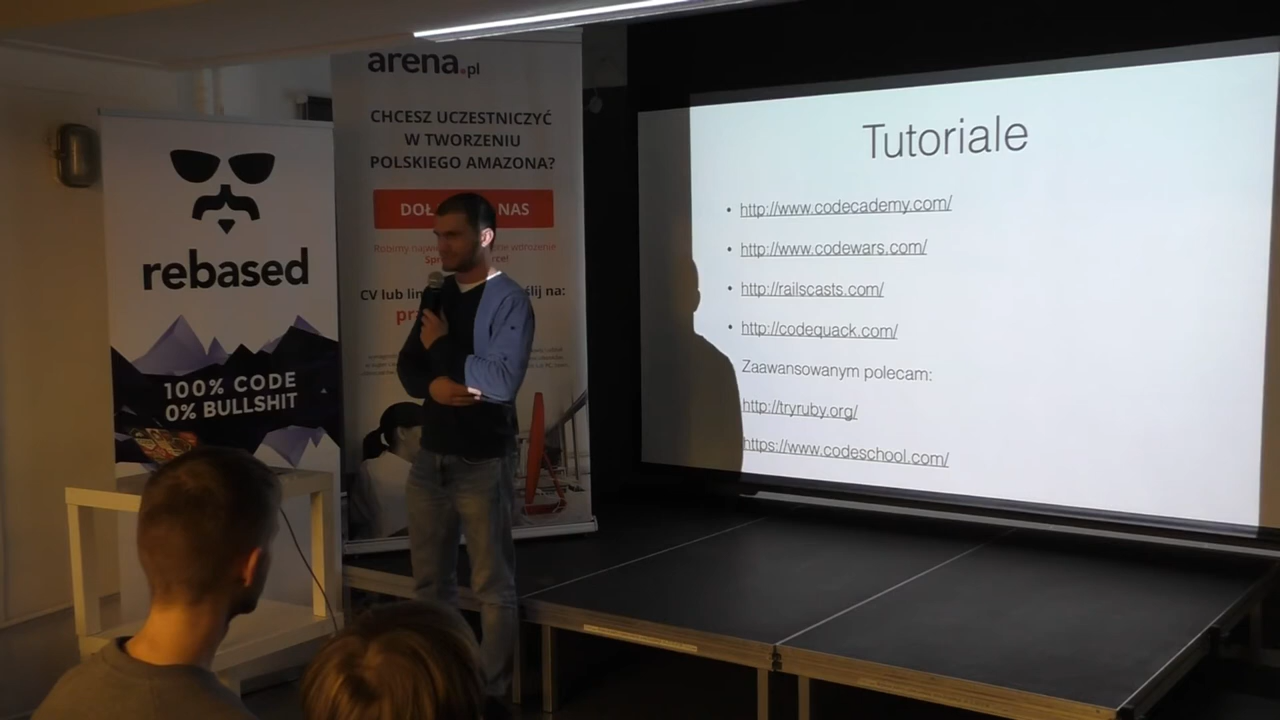 rebased
100% CODE
0% BULLSHIT
arena.pl
CHCESZ UCZESTNICZYĆ
W TWORZENIU
POLSKIEGO AMAZONA?
NAS
CV lub
na:
Tutoriale
• http://www.codecademy.com/
• http://www.codewars.com/
• http://railscasts.com/
• http://codequack.com/
Zaawansowanym polecam:
http://tryruby.org/
https://www.codeschool.com/